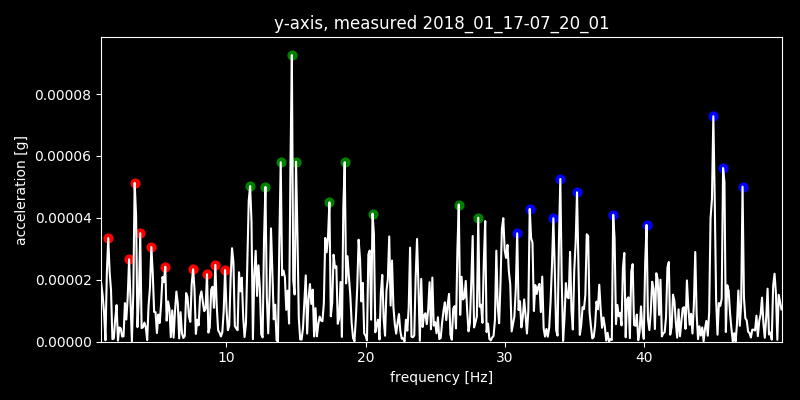 y-axis, measured 2018_01_17-07_20_01
0.00008
0.00006
0.00004
0.00002
0.00000
acceleration [g]
10 20 30 40
frequency [Hz]